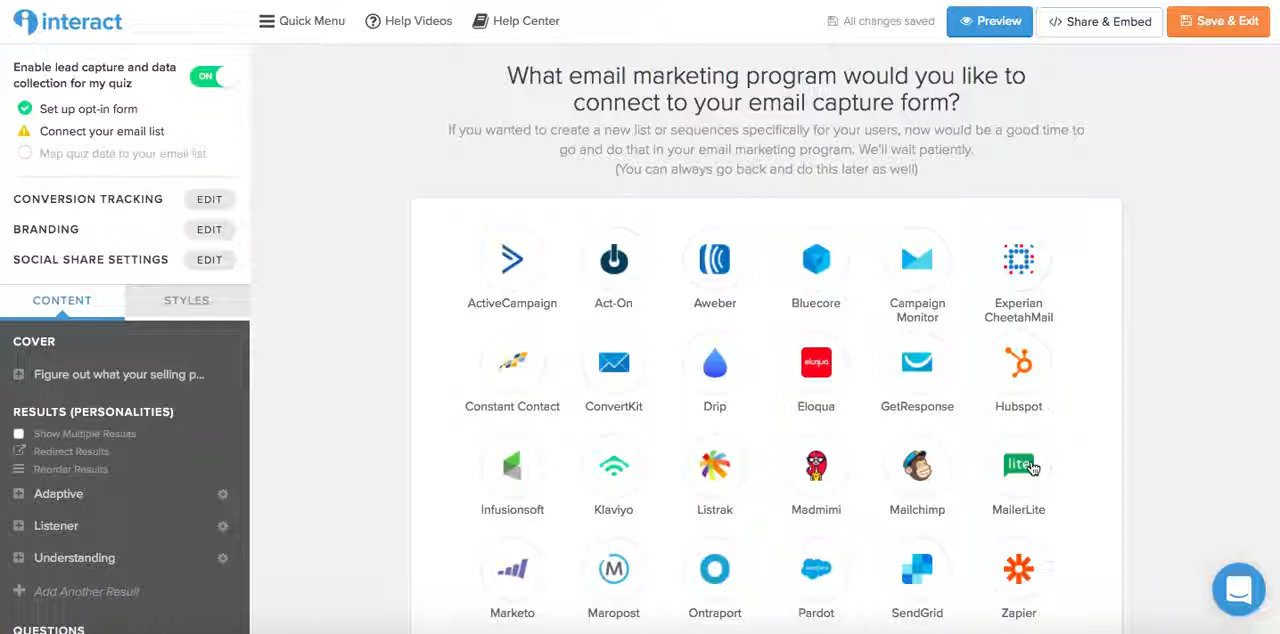 interact
Quick Menu
Help Videos
Help Center
All changes saved
Preview
</> Share & Embed
Save & Exit
Enable lead capture and data
collection for my quiz
ON
Set up opt-in form
Connect your email list
Map quiz data to your email list
CONVERSION TRACKING
EDIT
BRANDING
EDIT
SOCIAL SHARE SETTINGS
EDIT
CONTENT
STYLES
COVER
Figure out what your selling p...
RESULTS (PERSONALITIES)
Show Multiple Results
Redirect Results
Reorder Results
Adaptive
Listener
Understanding
Add Another Result
QUESTIONS
What email marketing program would you like to
connect to your email capture form?
If you wanted to create a new list or sequences specifically for your users, now would be a good time to
go and do that in your email marketing program. We'll wait patiently.
(You can always go back and do this later as well)
ActiveCampaign
Act-On
Aweber
Bluecore
Campaign
Monitor
Experian
CheetahMail
Constant Contact
ConvertKit
Drip
eloqua
Eloqua
GetResponse
Hubspot
Infusionsoft
Klaviyo
Listrak
Madmimi
Mailchimp
lite
MailerLite
Marketo
M
Maropost
Ontraport
Pardot
SendGrid
Zapier